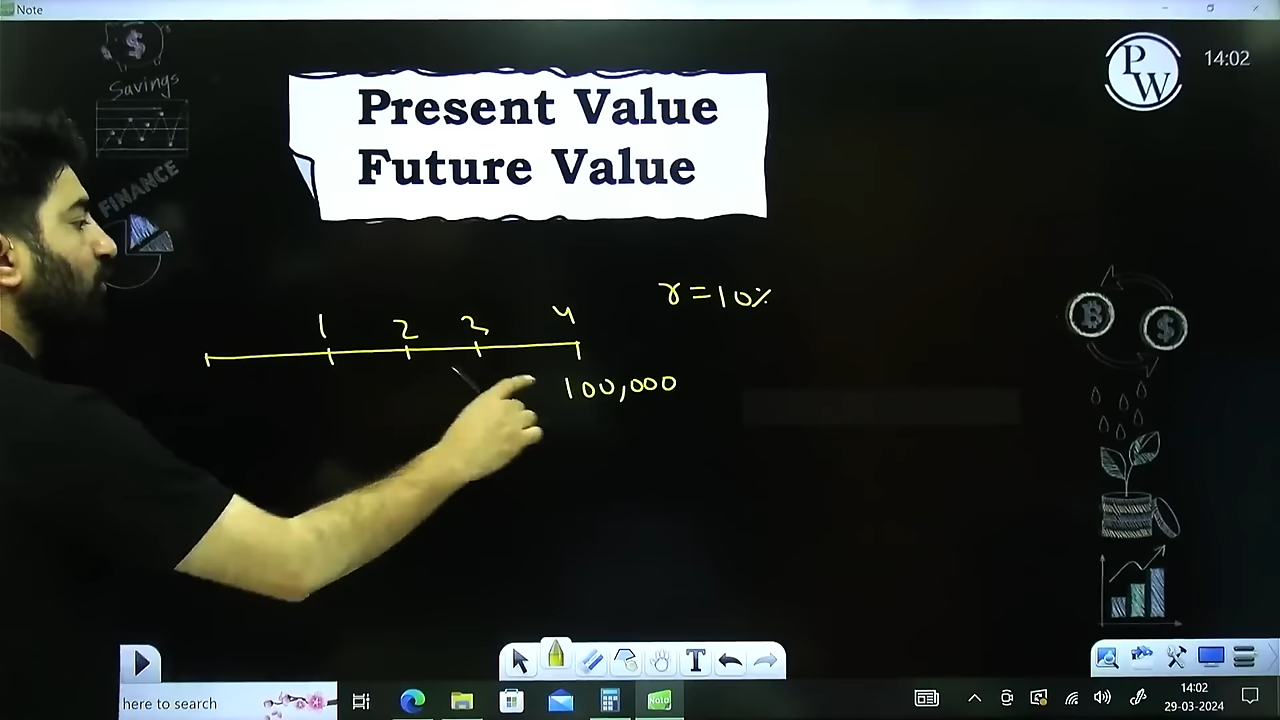 Note
Savings
FINANCE
Present Value
Future Value
P
W
14:02
r = 10%
1 2 3 4
100,000
B
$
$
T
here to search
Note
14:02
29-03-2024